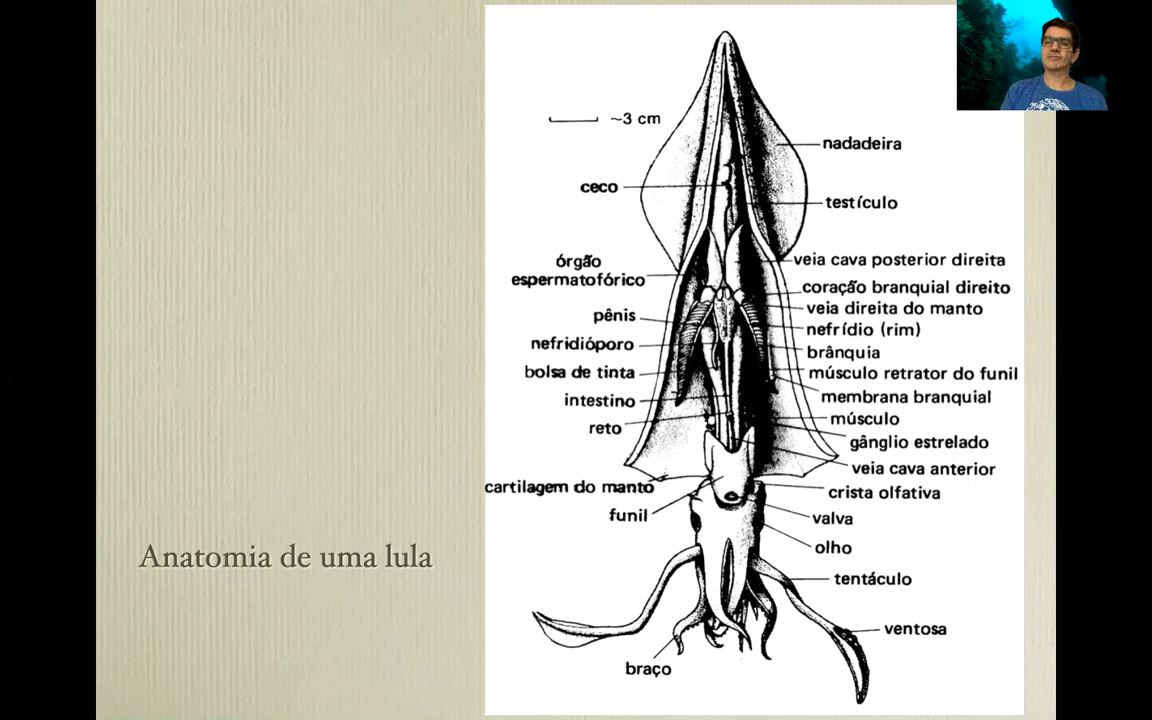 ~3 cm
nadadeira
ceco
testículo
órgão
espermatofórico
veia cava posterior direita
coração branquial direito
veia direita do manto
pênis
nefrídio (rim)
nefridióporo
brânquia
bolsa de tinta
músculo retrator do funil
membrana branquial
intestino
músculo
reto
gânglio estrelado
veia cava anterior
cartilagem do manto
crista olfativa
funil
valva
olho
Anatomia de uma lula
tentáculo
ventosa
braço